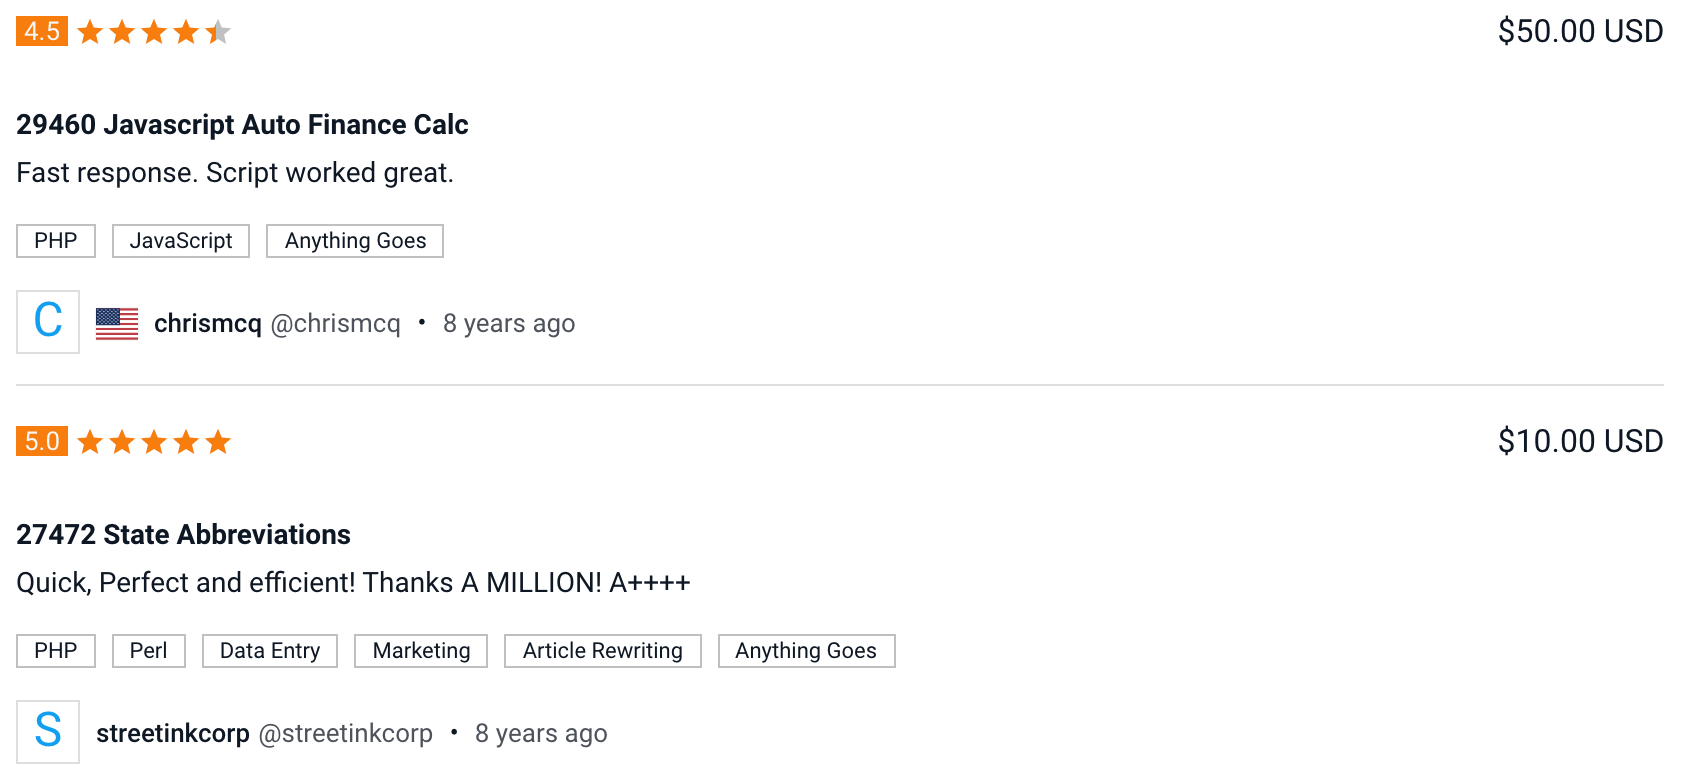 4.5 $50.00 USD
29460 Javascript Auto Finance Calc
Fast response. Script worked great.
PHP JavaScript Anything Goes
C chrismcq @chrismcq • 8 years ago
5.0 $10.00 USD
27472 State Abbreviations
Quick, Perfect and efficient! Thanks A MILLION! A++++
PHP Perl Data Entry Marketing Article Rewriting Anything Goes
S streetinkcorp @streetinkcorp • 8 years ago